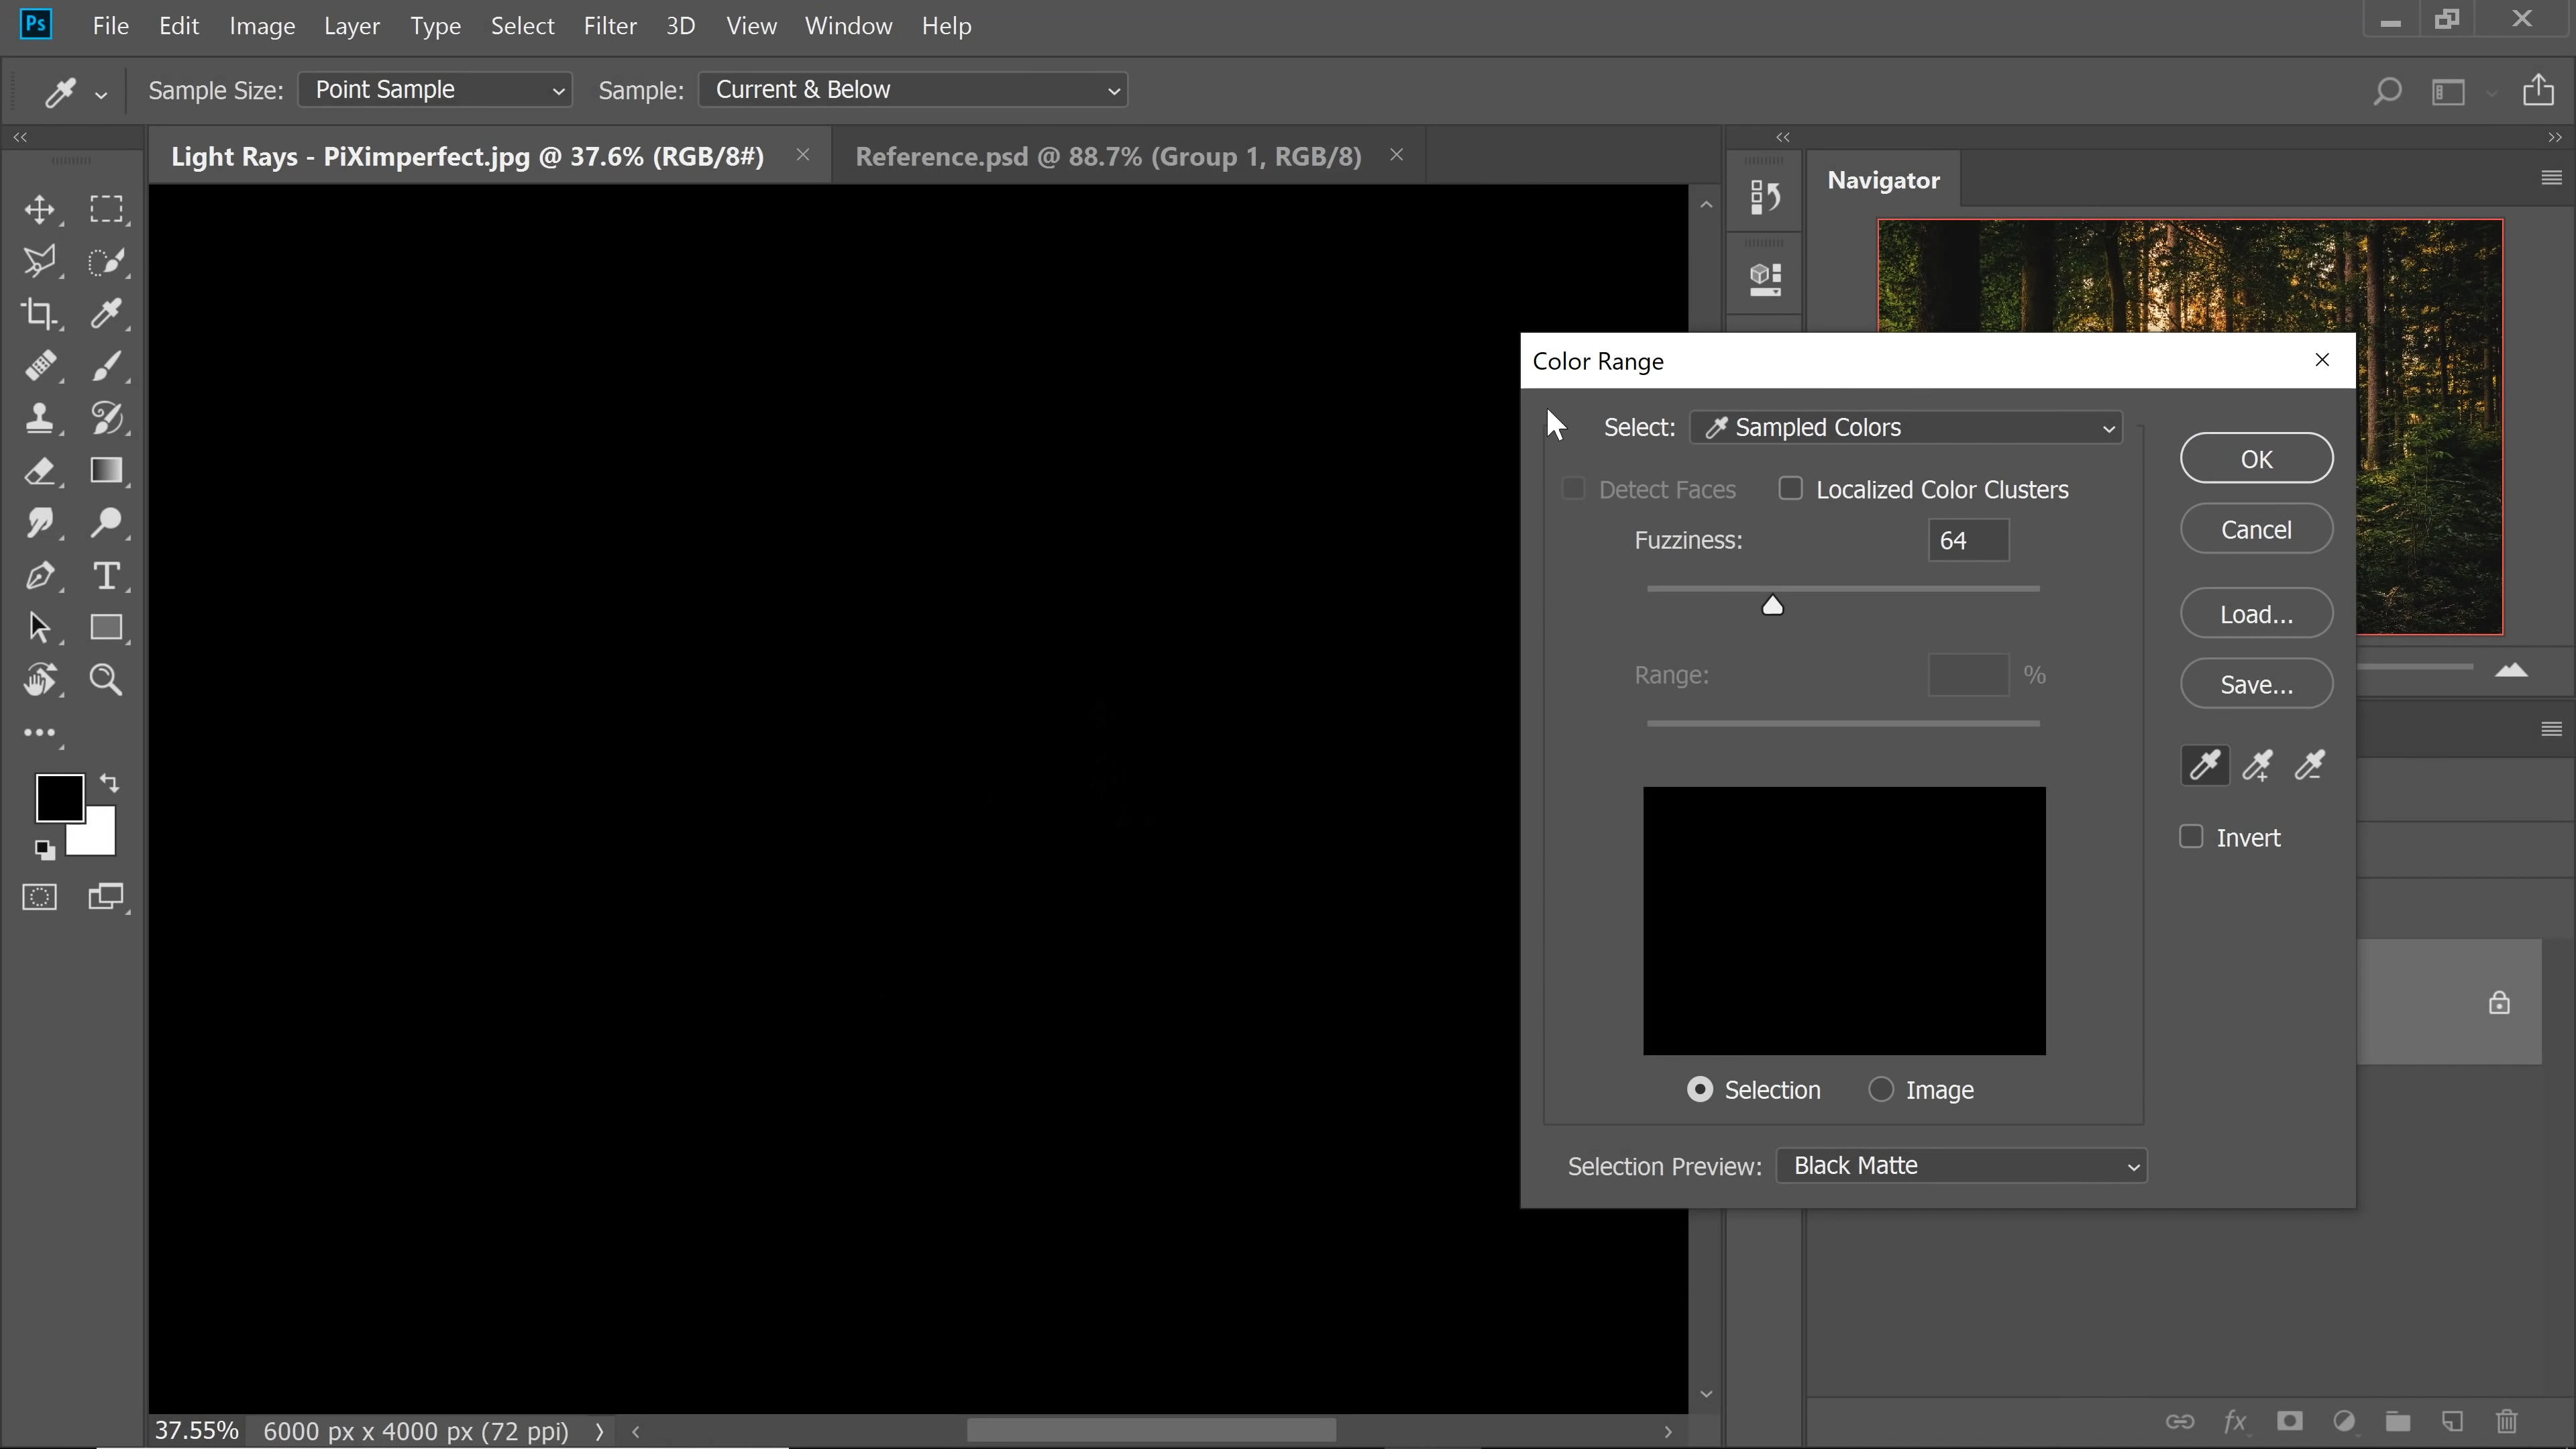 Ps File Edit Image Layer Type Select Filter 3D View Window Help
Sample Size: Point Sample Sample: Current & Below
Light Rays - PiXimperfect.jpg @ 37.6% (RGB/8#) Reference.psd @ 88.7% (Group 1, RGB/8)
Navigator
Color Range
Select: Sampled Colors
OK
Detect Faces Localized Color Clusters
Fuzziness: 64
Cancel
Load...
Range: %
Save...
Invert
Selection Image
Selection Preview: Black Matte
37.55% 6000 px x 4000 px (72 ppi)
fx